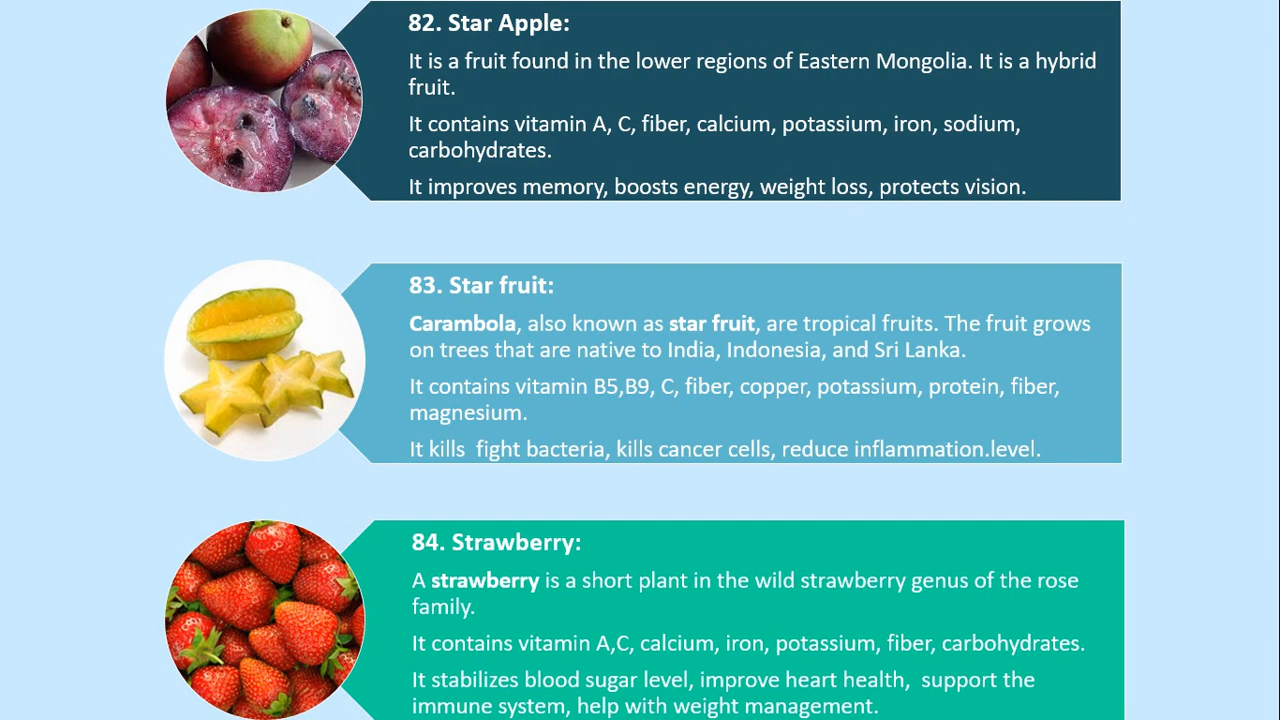 82. Star Apple:
It is a fruit found in the lower regions of Eastern Mongolia. It is a hybrid
fruit.
It contains vitamin A, C, fiber, calcium, potassium, iron, sodium,
carbohydrates.
It improves memory, boosts energy, weight loss, protects vision.
83. Star fruit:
Carambola, also known as star fruit, are tropical fruits. The fruit grows
on trees that are native to India, Indonesia, and Sri Lanka.
It contains vitamin B5,B9, C, fiber, copper, potassium, protein, fiber,
magnesium.
It kills  fight bacteria, kills cancer cells, reduce inflammation.level.
84. Strawberry:
A strawberry is a short plant in the wild strawberry genus of the rose
family.
It contains vitamin A,C, calcium, iron, potassium, fiber, carbohydrates.
It stabilizes blood sugar level, improve heart health,  support the
immune system, help with weight management.